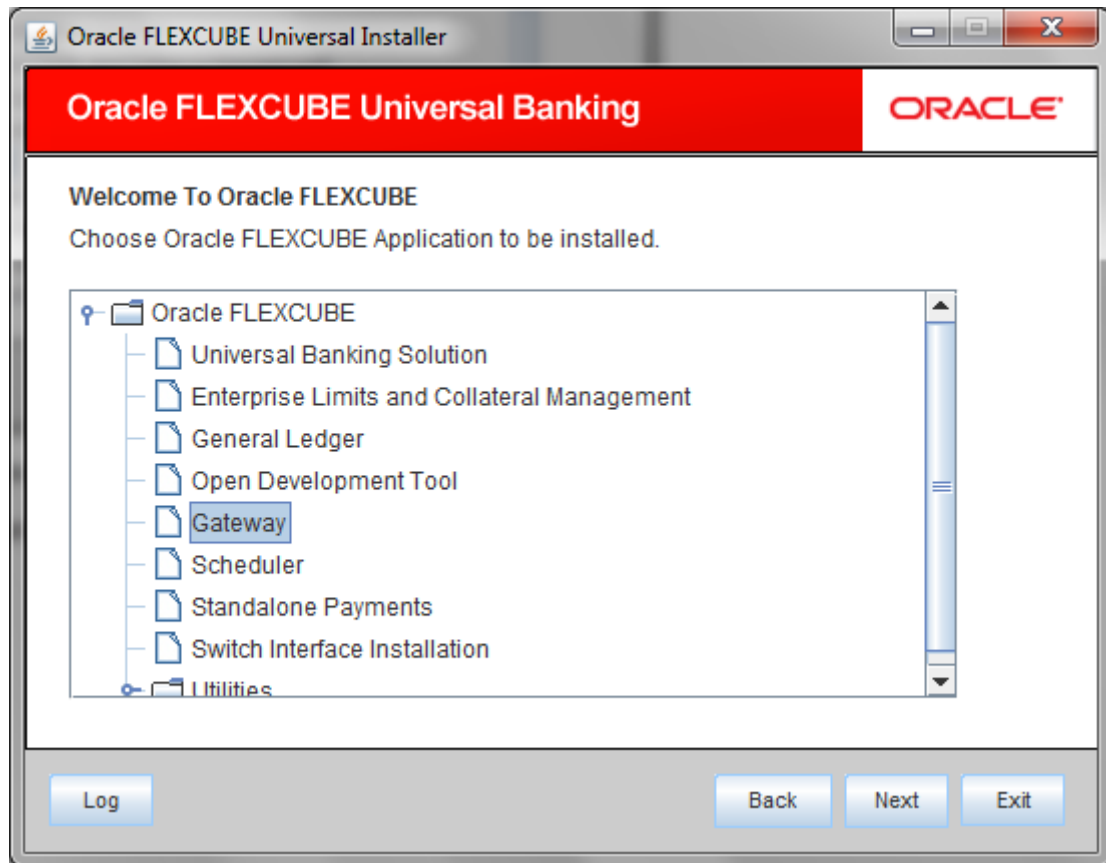 Oracle FLEXCUBE Universal Installer
Oracle FLEXCUBE Universal Banking
ORACLE
Welcome To Oracle FLEXCUBE
Choose Oracle FLEXCUBE Application to be installed.
Oracle FLEXCUBE
Universal Banking Solution
Enterprise Limits and Collateral Management
General Ledger
Open Development Tool
Gateway
Scheduler
Standalone Payments
Switch Interface Installation
Utilities
Log Back Next Exit